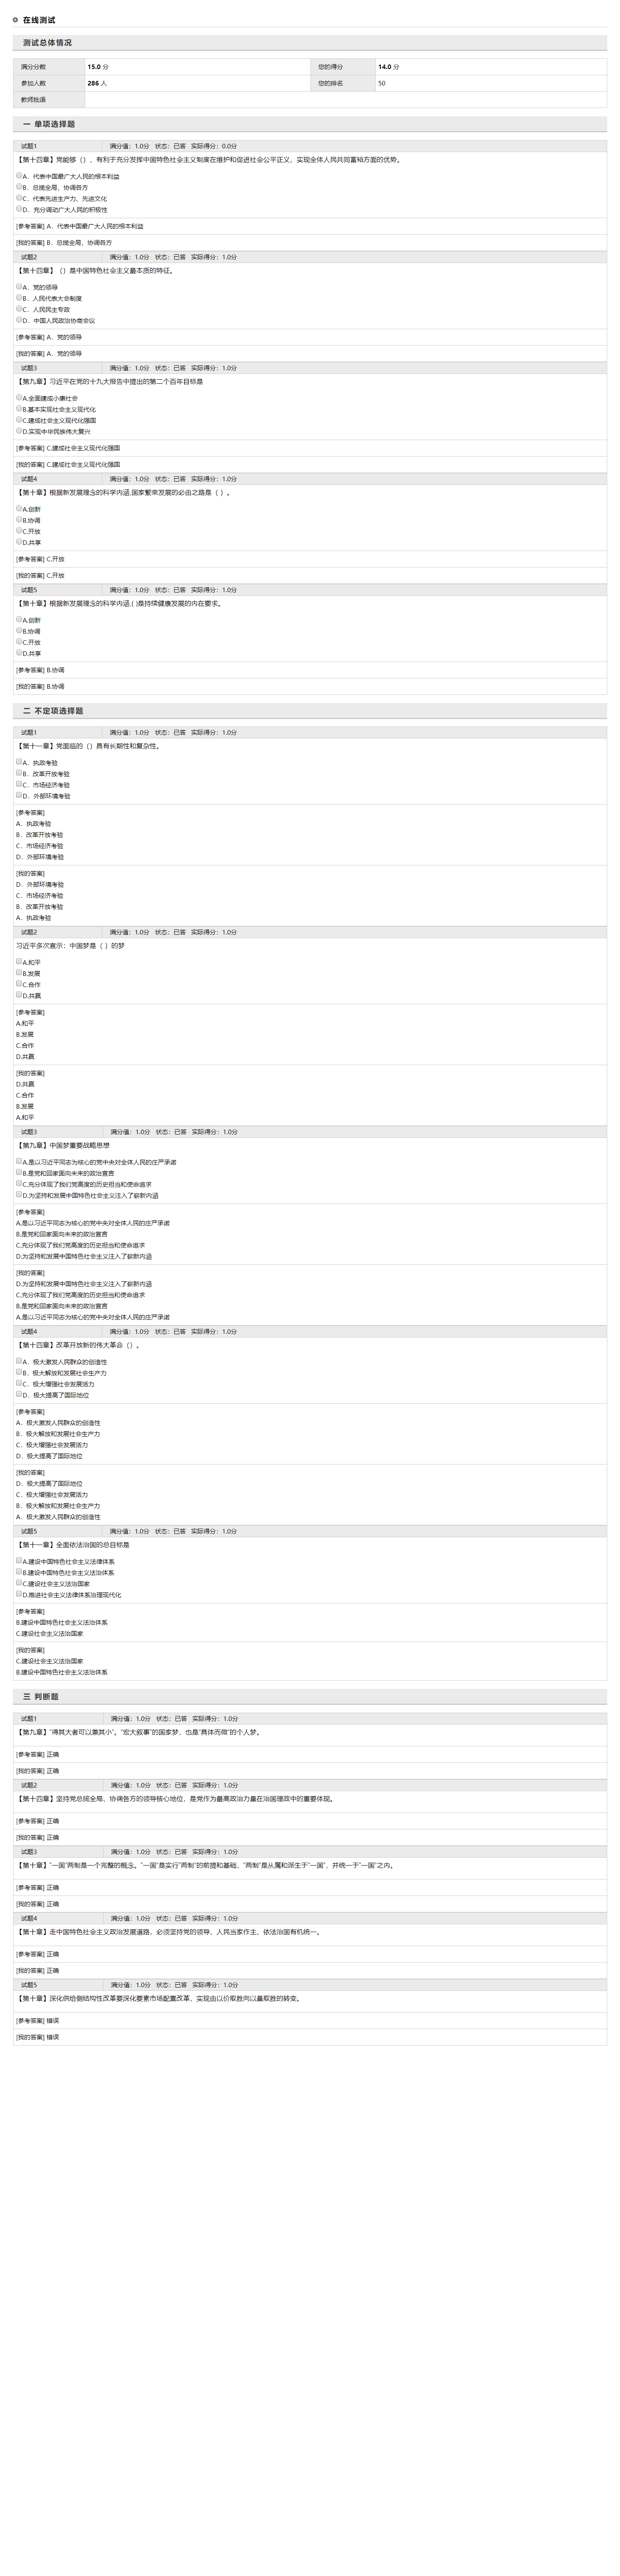 在线测试
测试总体情况
满分分数 15.0 分 您的得分 14.0 分
参加人数 286 人 您的排名 50
教师批语
一 单项选择题
试题1 满分值：1.0分 状态：已答 实际得分：0.0分
【第十四章】党能够（），有利于充分发挥中国特色社会主义制度在维护和促进社会公平正义、实现全体人民共同富裕方面的优势。
A、代表中国最广大人民的根本利益
B、总揽全局、协调各方
C、代表先进生产力、先进文化
D、充分调动广大人民的积极性
[参考答案] A、代表中国最广大人民的根本利益
[我的答案] B、总揽全局、协调各方
试题2 满分值：1.0分 状态：已答 实际得分：1.0分
【第十四章】（）是中国特色社会主义最本质的特征。
A、党的领导
B、人民代表大会制度
C、人民民主专政
D、中国人民政治协商会议
[参考答案] A、党的领导
[我的答案] A、党的领导
试题3 满分值：1.0分 状态：已答 实际得分：1.0分
【第九章】习近平在党的十九大报告中提出的第二个百年目标是
A.全面建成小康社会
B.基本实现社会主义现代化
C.建成社会主义现代化强国
D.实现中华民族伟大复兴
[参考答案] C.建成社会主义现代化强国
[我的答案] C.建成社会主义现代化强国
试题4 满分值：1.0分 状态：已答 实际得分：1.0分
【第十章】根据新发展理念的科学内涵,国家繁荣发展的必由之路是（ ）。
A.创新
B.协调
C.开放
D.共享
[参考答案] C.开放
[我的答案] C.开放
试题5 满分值：1.0分 状态：已答 实际得分：1.0分
【第十章】根据新发展理念的科学内涵,( )是持续健康发展的内在要求。
A.创新
B.协调
C.开放
D.共享
[参考答案] B.协调
[我的答案] B.协调
二 不定项选择题
试题1 满分值：1.0分 状态：已答 实际得分：1.0分
【第十一章】党面临的（）具有长期性和复杂性。
A、执政考验
B、改革开放考验
C、市场经济考验
D、外部环境考验
[参考答案]
A、执政考验
B、改革开放考验
C、市场经济考验
D、外部环境考验
[我的答案]
D、外部环境考验
C、市场经济考验
B、改革开放考验
A、执政考验
试题2 满分值：1.0分 状态：已答 实际得分：1.0分
习近平多次宣示：中国梦是（ ）的梦
A.和平
B.发展
C.合作
D.共赢
[参考答案]
A.和平
B.发展
C.合作
D.共赢
[我的答案]
D.共赢
C.合作
B.发展
A.和平
试题3 满分值：1.0分 状态：已答 实际得分：1.0分
【第九章】中国梦重要战略思想
A.是以习近平同志为核心的党中央对全体人民的庄严承诺
B.是党和国家面向未来的政治宣言
C.充分体现了我们党高度的历史担当和使命追求
D.为坚持和发展中国特色社会主义注入了崭新内涵
[参考答案]
A.是以习近平同志为核心的党中央对全体人民的庄严承诺
B.是党和国家面向未来的政治宣言
C.充分体现了我们党高度的历史担当和使命追求
D.为坚持和发展中国特色社会主义注入了崭新内涵
[我的答案]
D.为坚持和发展中国特色社会主义注入了崭新内涵
C.充分体现了我们党高度的历史担当和使命追求
B.是党和国家面向未来的政治宣言
A.是以习近平同志为核心的党中央对全体人民的庄严承诺
试题4 满分值：1.0分 状态：已答 实际得分：1.0分
【第十四章】改革开放新的伟大革命（）。
A、极大激发人民群众的创造性
B、极大解放和发展社会生产力
C、极大增强社会发展活力
D、极大提高了国际地位
[参考答案]
A、极大激发人民群众的创造性
B、极大解放和发展社会生产力
C、极大增强社会发展活力
D、极大提高了国际地位
[我的答案]
D、极大提高了国际地位
C、极大增强社会发展活力
B、极大解放和发展社会生产力
A、极大激发人民群众的创造性
试题5 满分值：1.0分 状态：已答 实际得分：1.0分
【第十一章】全面依法治国的总目标是
A.建设中国特色社会主义法律体系
B.建设中国特色社会主义法治体系
C.建设社会主义法治国家
D.推进社会主义法律体系治理现代化
[参考答案]
B.建设中国特色社会主义法治体系
C.建设社会主义法治国家
[我的答案]
C.建设社会主义法治国家
B.建设中国特色社会主义法治体系
三 判断题
试题1 满分值：1.0分 状态：已答 实际得分：1.0分
【第九章】“得其大者可以兼其小”。“宏大叙事”的国家梦，也是“具体而微”的个人梦。
[参考答案] 正确
[我的答案] 正确
试题2 满分值：1.0分 状态：已答 实际得分：1.0分
【第十四章】坚持党总揽全局、协调各方的领导核心地位，是党作为最高政治力量在治国理政中的重要体现。
[参考答案] 正确
[我的答案] 正确
试题3 满分值：1.0分 状态：已答 实际得分：1.0分
【第十章】“一国”两制是一个完整的概念。“一国”是实行“两制”的前提和基础，“两制”是从属和派生于“一国”，并统一于“一国”之内。
[参考答案] 正确
[我的答案] 正确
试题4 满分值：1.0分 状态：已答 实际得分：1.0分
【第十章】走中国特色社会主义政治发展道路，必须坚持党的领导、人民当家作主、依法治国有机统一。
[参考答案] 正确
[我的答案] 正确
试题5 满分值：1.0分 状态：已答 实际得分：1.0分
【第十章】深化供给侧结构性改革要深化要素市场配置改革，实现由以价取胜向以量取胜的转变。
[参考答案] 错误
[我的答案] 错误